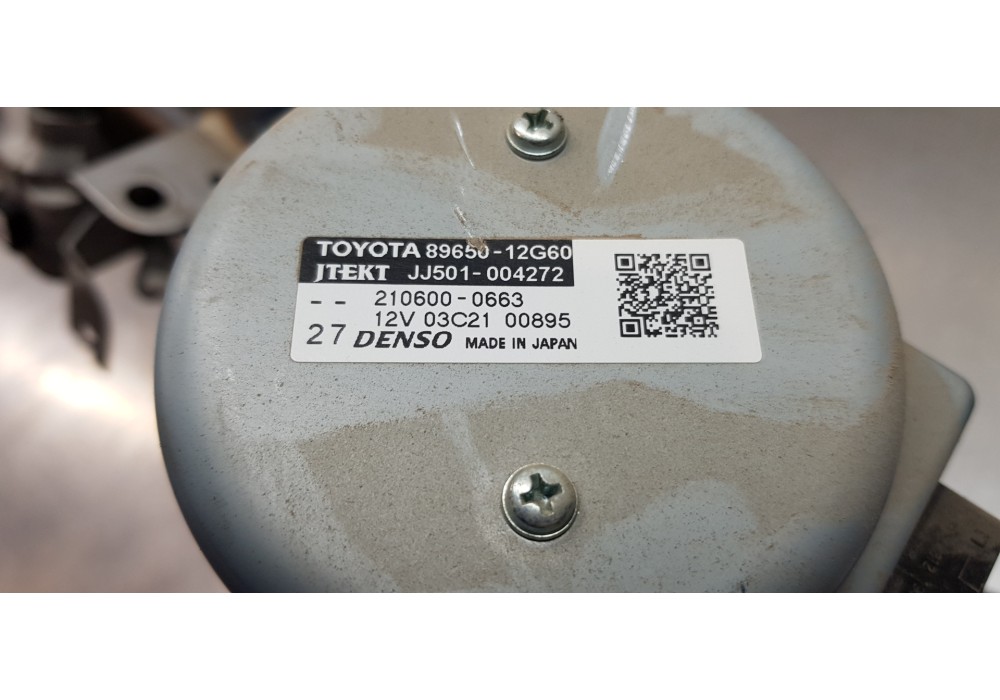 TOYOTA 89650-12G60
JTEKT JJ501-004272
-- 210600-0663
12V 03C21 00895
27 DENSO MADE IN JAPAN